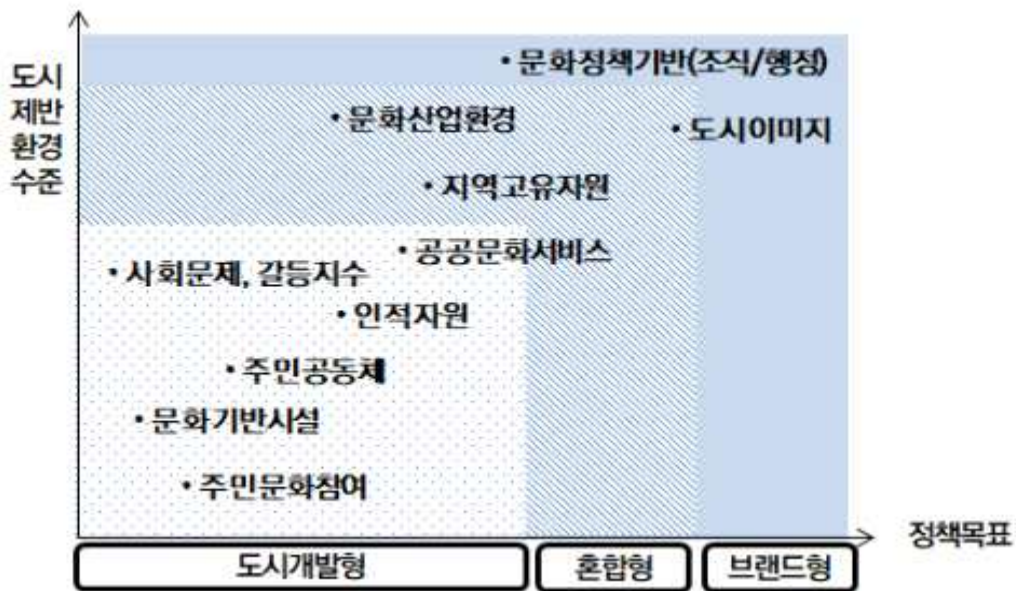 도시
제반
환경
수준
• 문화정책기반(조직/행정)
• 문화산업환경
• 도시이미지
• 지역고유자원
• 공공문화서비스
• 사회문제, 갈등지수
• 인적자원
• 주민공동체
• 문화기반시설
• 주민문화참여
정책목표
도시개발형
혼합형
브랜드형